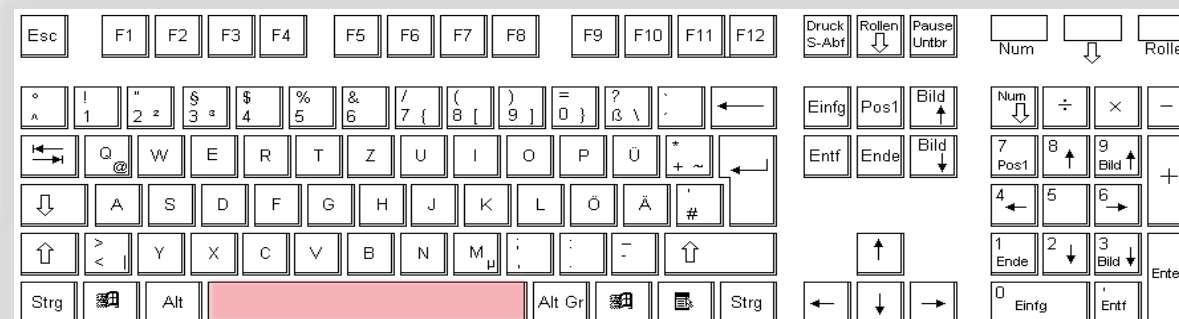 Esc F1 F2 F3 F4 F5 F6 F7 F8 F9 F10 F11 F12 Druck S-Abf Rollen Pause Untbr Num Rolle
° ^ ! 1 " 2 ² § 3 ³ $ 4 % 5 & 6 / 7 { ( 8 [ ) 9 ] = 0 } ? ß \ ` ´ Einfg Pos1 Bild Num ÷ × −
Q @ W E R T Z U I O P Ü * + ~ Entf Ende Bild 7 Pos1 8 9 Bild +
A S D F G H J K L Ö Ä ' # 4 5 6
> < | Y X C V B N M µ ; , : . _ - 1 Ende 2 3 Bild Ente
Strg Alt Alt Gr Strg 0 Einfg , Entf